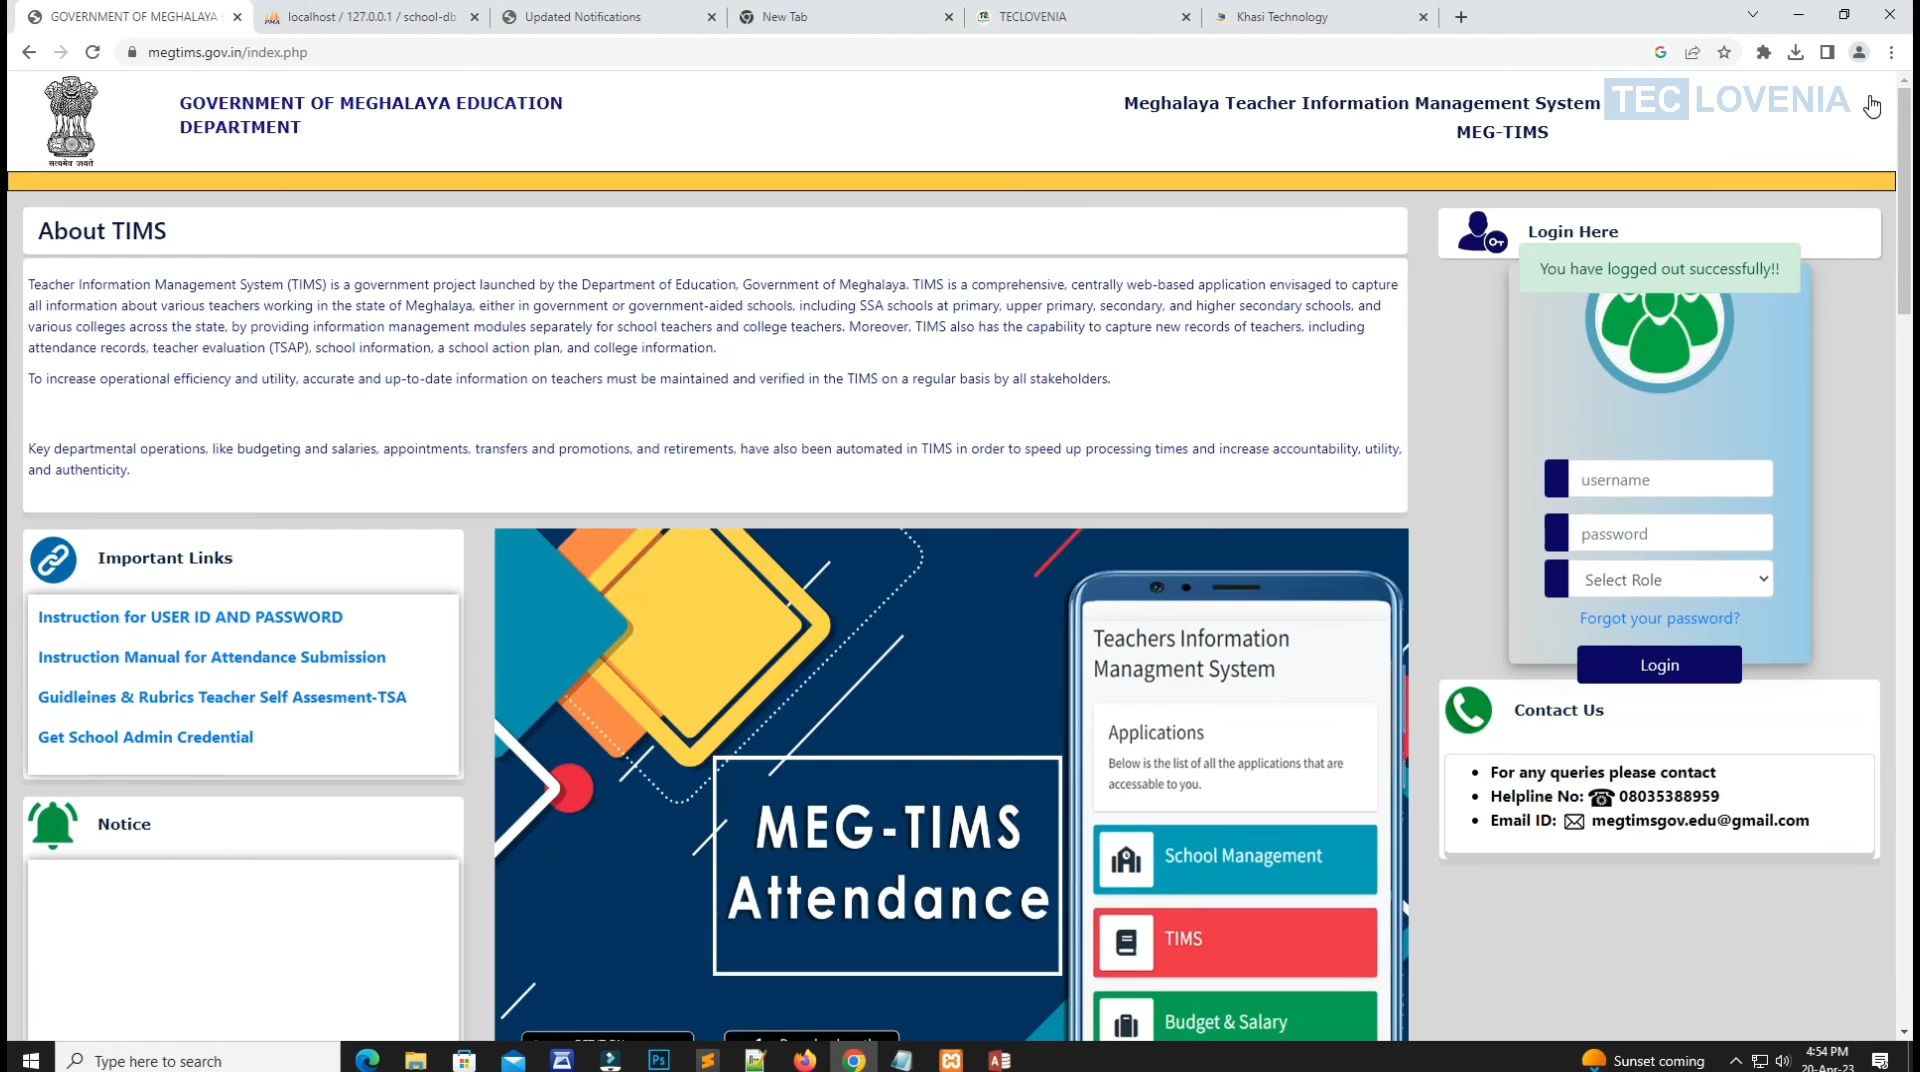 GOVERNMENT OF MEGHALAYA E
localhost / 127.0.0.1 / school-db
Updated Notifications
New Tab
TECLOVENIA
Khasi Technology
megtims.gov.in/index.php
सत्यमेव जयते
GOVERNMENT OF MEGHALAYA EDUCATION
DEPARTMENT
Meghalaya Teacher Information Management System
MEG-TIMS
TECLOVENIA
About TIMS
Teacher Information Management System (TIMS) is a government project launched by the Department of Education, Government of Meghalaya. TIMS is a comprehensive, centrally web-based application envisaged to capture
all information about various teachers working in the state of Meghalaya, either in government or government-aided schools, including SSA schools at primary, upper primary, secondary, and higher secondary schools, and
various colleges across the state, by providing information management modules separately for school teachers and college teachers. Moreover, TIMS also has the capability to capture new records of teachers, including
attendance records, teacher evaluation (TSAP), school information, a school action plan, and college information.
To increase operational efficiency and utility, accurate and up-to-date information on teachers must be maintained and verified in the TIMS on a regular basis by all stakeholders.
Key departmental operations, like budgeting and salaries, appointments, transfers and promotions, and retirements, have also been automated in TIMS in order to speed up processing times and increase accountability, utility,
and authenticity.
Login Here
You have logged out successfully!!
username
password
Select Role
Forgot your password?
Login
Contact Us
For any queries please contact
Helpline No: 08035388959
Email ID: megtimsgov.edu@gmail.com
Important Links
Instruction for USER ID AND PASSWORD
Instruction Manual for Attendance Submission
Guidleines & Rubrics Teacher Self Assesment-TSA
Get School Admin Credential
Notice
MEG-TIMS
Attendance
Teachers Information
Managment System
Applications
Below is the list of all the applications that are
accessable to you.
School Management
TIMS
Budget & Salary
Type here to search
Ps
Sunset coming
4:54 PM
20-Apr-23